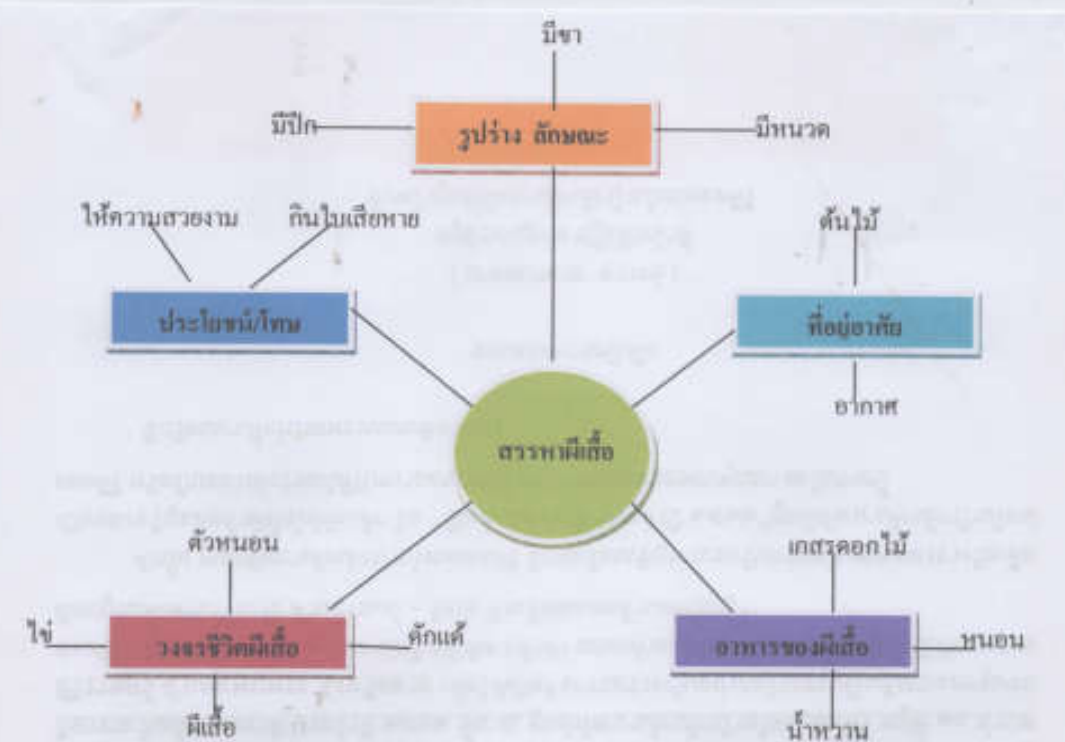 มีขา
มีปีก
รูปร่าง ลักษณะ
มีหนวด
ให้ความสวยงาม
กินใบเสียหาย
ต้นไม้
ประโยชน์/โทษ
ที่อยู่อาศัย
อากาศ
สรรหาผีเสื้อ
ตัวหนอน
เกสรดอกไม้
ไข่
วงจรชีวิตผีเสื้อ
ดักแด้
อาหารของผีเสื้อ
หนอน
ผีเสื้อ
น้ำหวาน